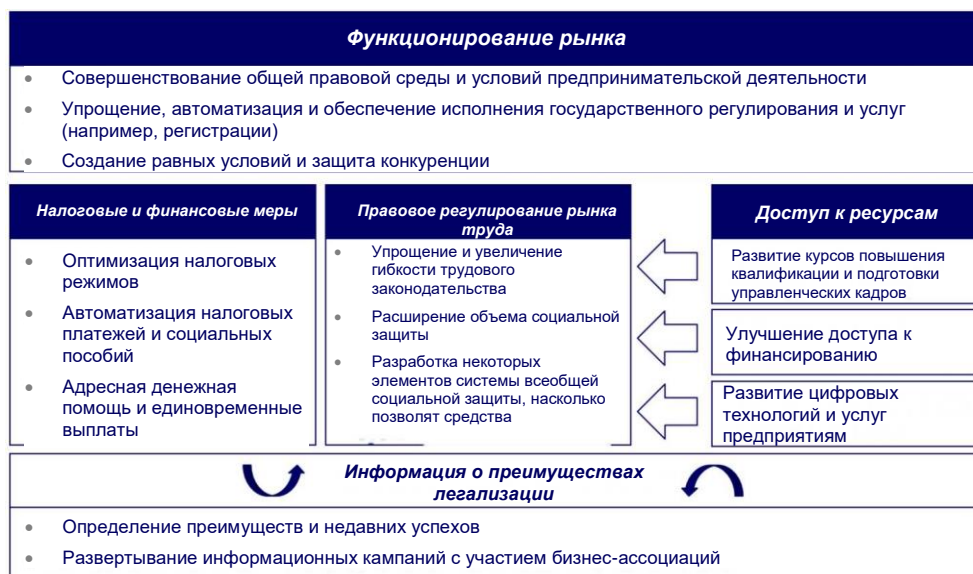 Функционирование рынка
Совершенствование общей правовой среды и условий предпринимательской деятельности
Упрощение, автоматизация и обеспечение исполнения государственного регулирования и услуг
(например, регистрации)
Создание равных условий и защита конкуренции
Налоговые и финансовые меры
Оптимизация налоговых
режимов
Автоматизация налоговых
платежей и социальных
пособий
Адресная денежная
помощь и единовременные
выплаты
Правовое регулирование рынка
труда
Упрощение и увеличение
гибкости трудового
законодательства
Расширение объема социальной
защиты
Разработка некоторых
элементов системы всеобщей
социальной защиты, насколько
позволят средства
Доступ к ресурсам
Развитие курсов повышения
квалификации и подготовки
управленческих кадров
Улучшение доступа к
финансированию
Развитие цифровых
технологий и услуг
предприятиям
Информация о преимуществах
легализации
Определение преимуществ и недавних успехов
Развертывание информационных кампаний с участием бизнес-ассоциаций